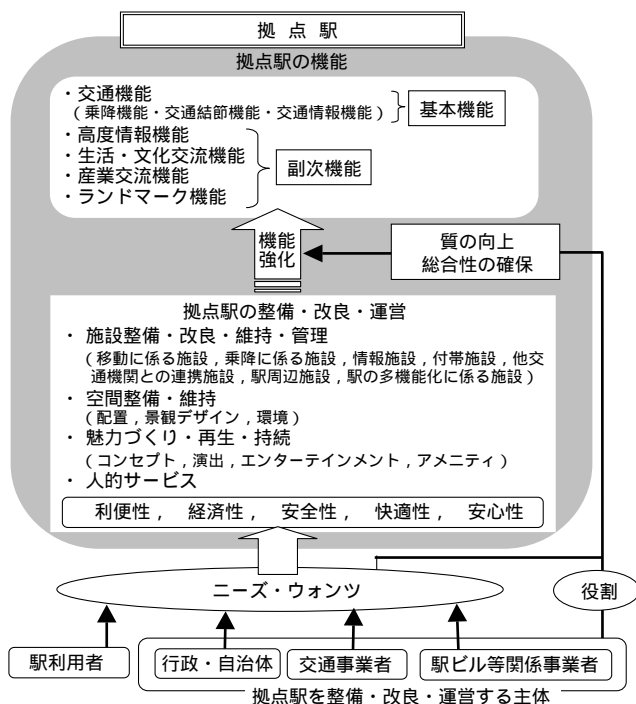 拠点駅
拠点駅の機能
・交通機能
（乗降機能・交通結節機能・交通情報機能）
基本機能
・高度情報機能
・生活・文化交流機能
・産業交流機能
・ランドマーク機能
副次機能
機能
強化
質の向上
総合性の確保
拠点駅の整備・改良・運営
・ 施設整備・改良・維持・管理
（移動に係る施設，乗降に係る施設，情報施設，付帯施設，他交
通機関との連携施設，駅周辺施設，駅の多機能化に係る施設）
・ 空間整備・維持
（配置，景観デザイン，環境）
・ 魅力づくり・再生・持続
（コンセプト，演出，エンターテインメント，アメニティ）
・ 人的サービス
利便性， 経済性， 安全性， 快適性， 安心性
ニーズ・ウォンツ
役割
駅利用者
行政・自治体
交通事業者
駅ビル等関係事業者
拠点駅を整備・改良・運営する主体